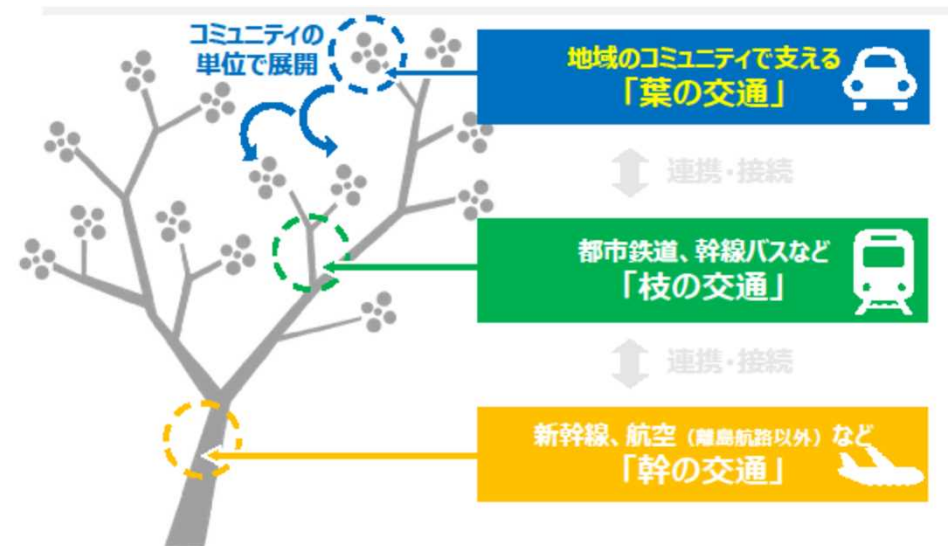 コミュニティの
単位で展開
地域のコミュニティで支える
「葉の交通」
連携・接続
都市鉄道、幹線バスなど
「枝の交通」
連携・接続
新幹線、航空（離島航路以外）など
「幹の交通」